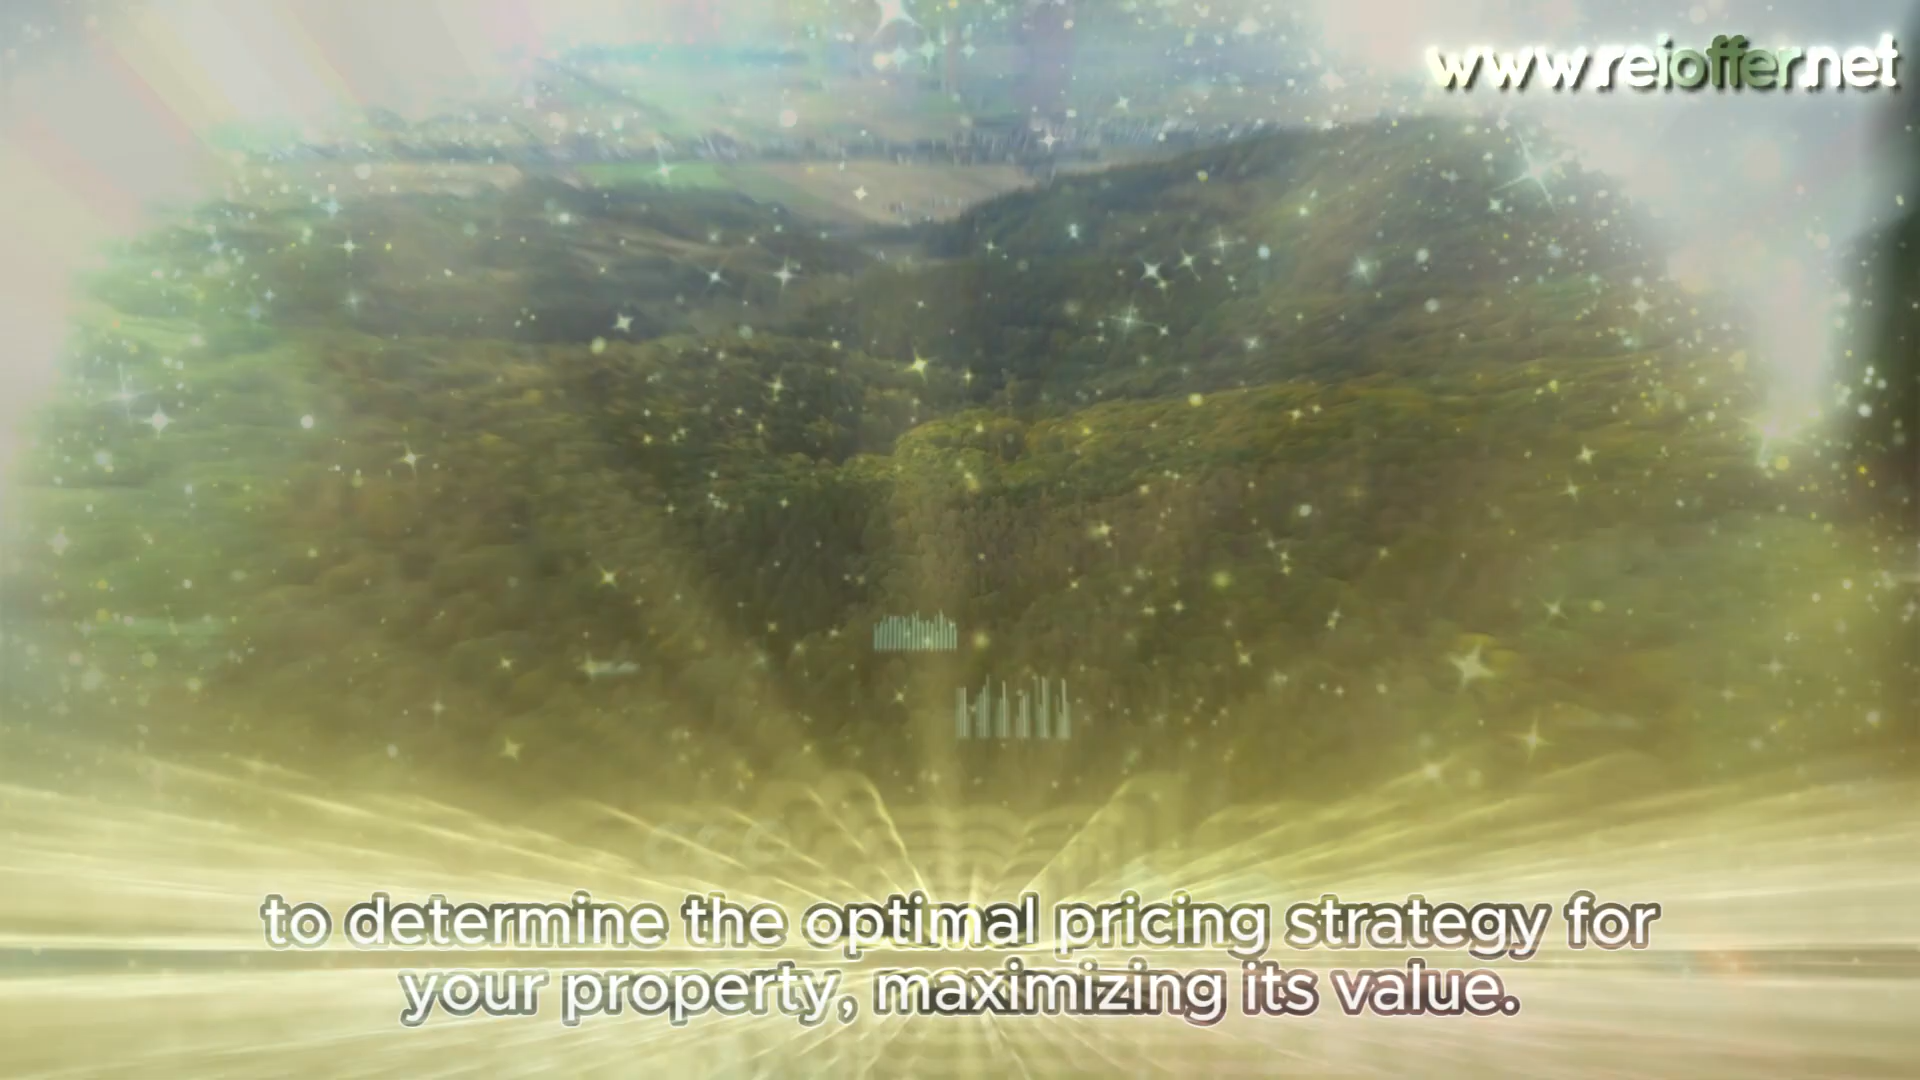 www.reioffer.net
to determine the optimal pricing strategy for
your property, maximizing its value.